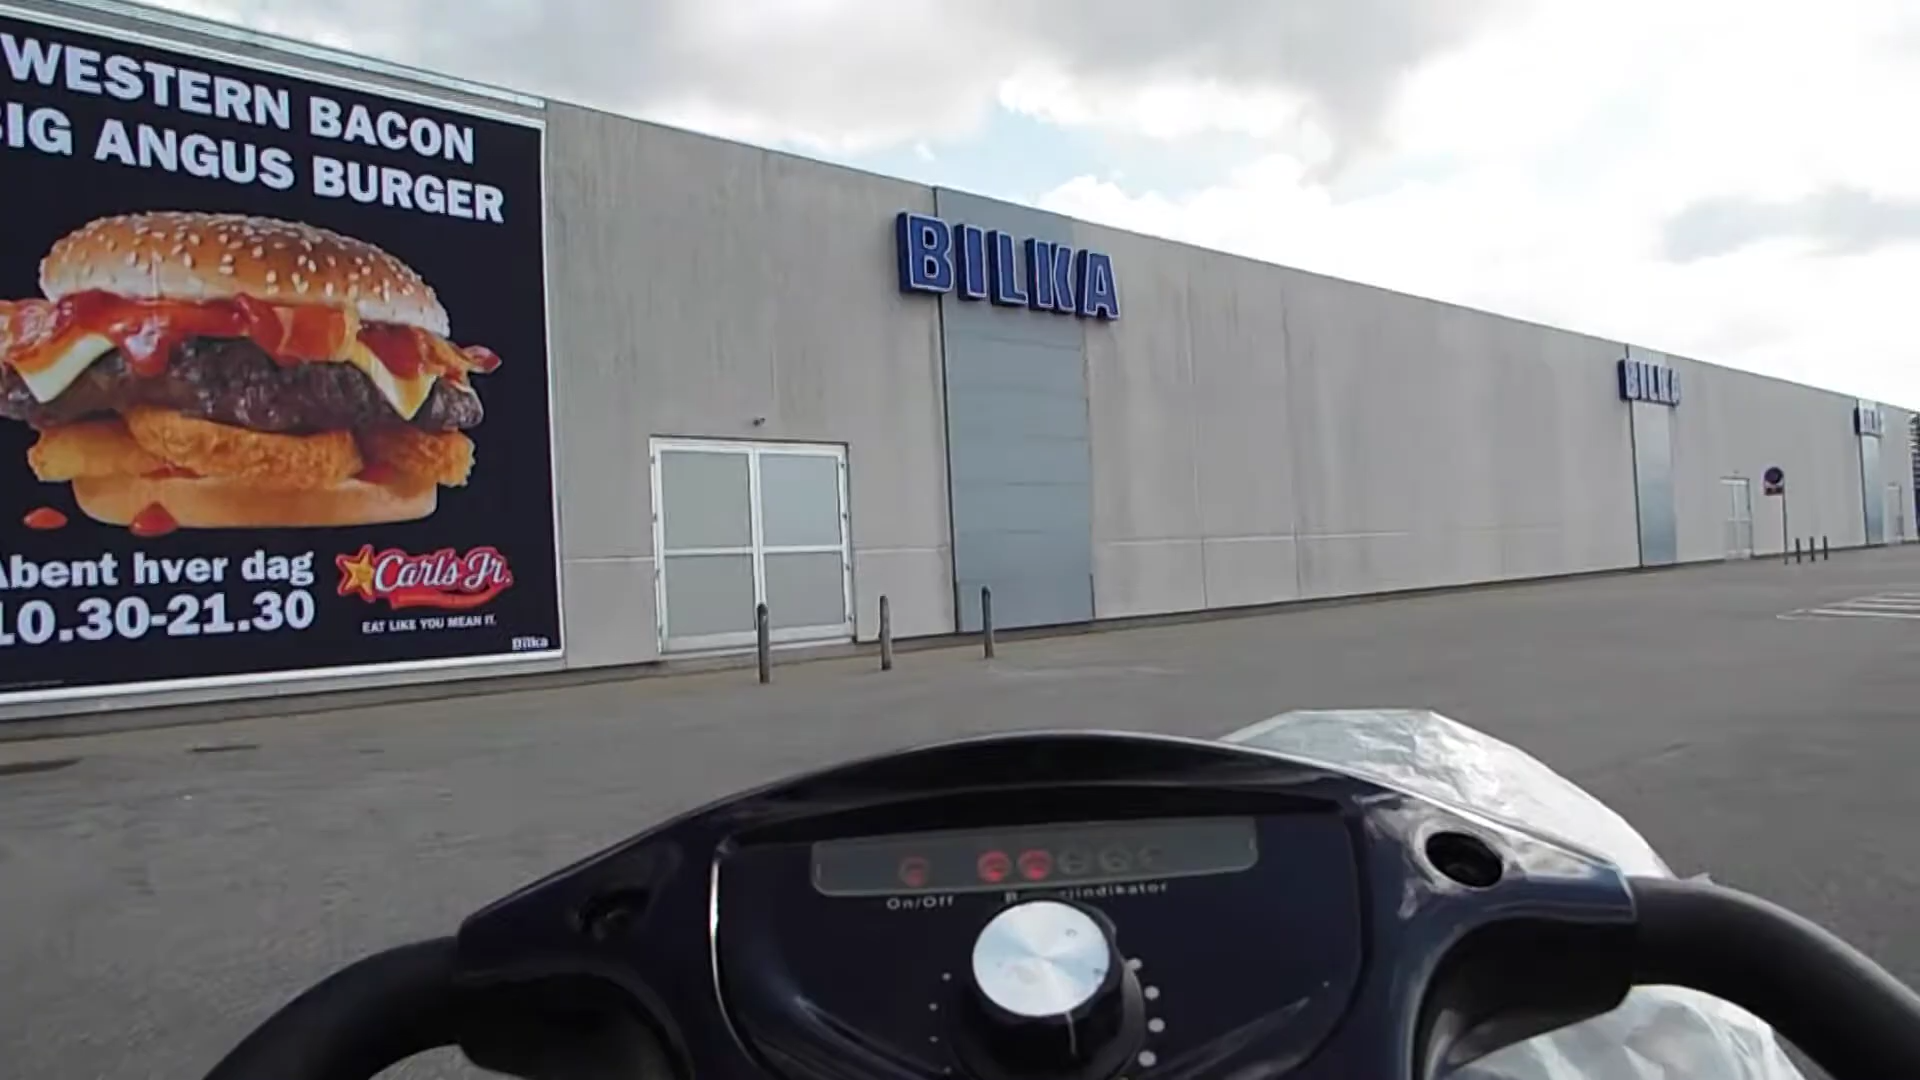 WESTERN BACON
BIG ANGUS BURGER
Åbent hver dag
10.30-21.30
Carl's Jr.
EAT LIKE YOU MEAN IT.
Bilka
BILKA
BILKA
BILKA
On/Off